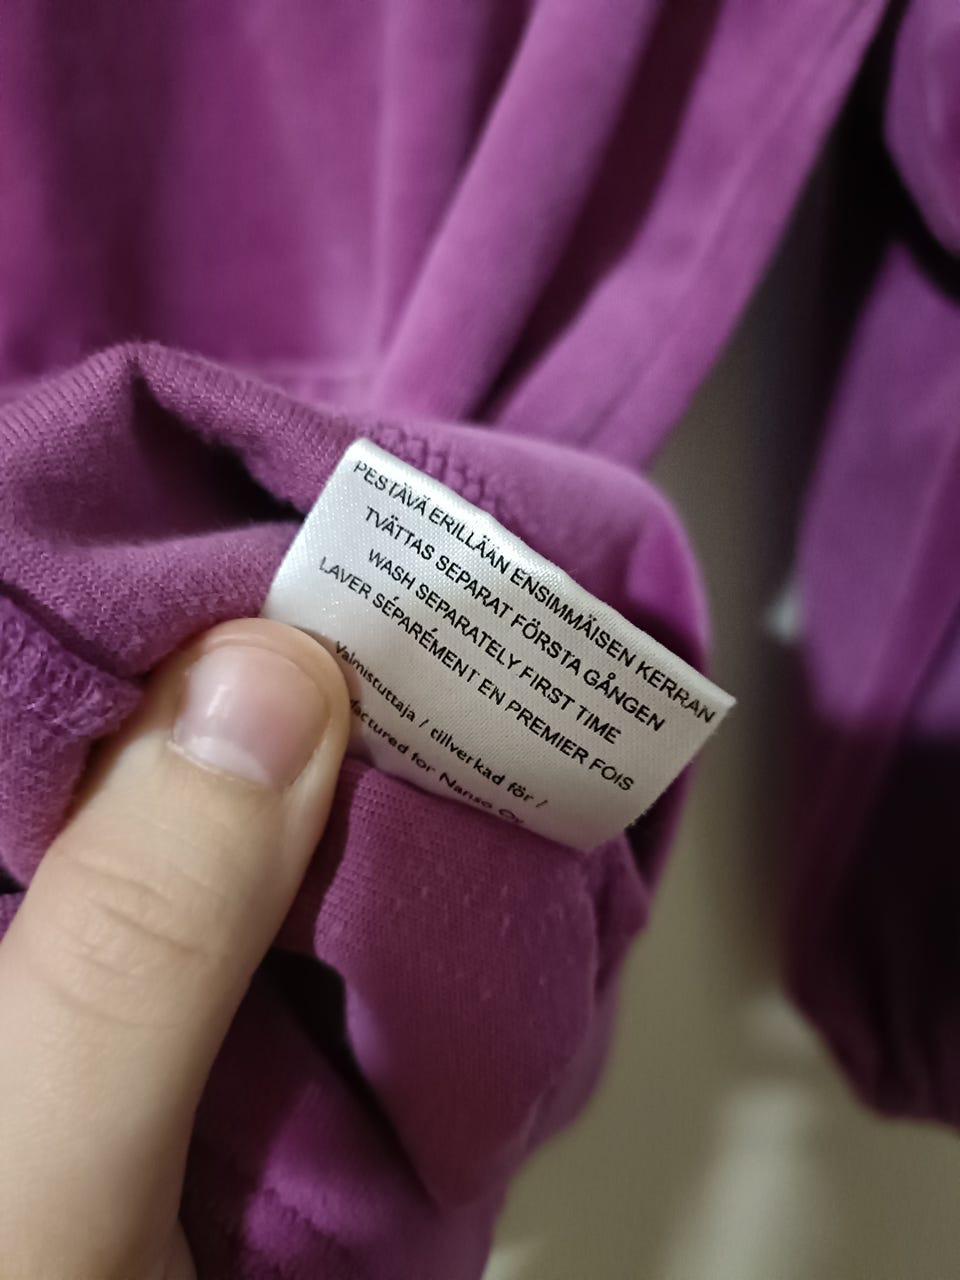 PESTÄVÄ ERILLÄÄN ENSIMMÄISEN KERRAN
TVÄTTAS SEPARAT FÖRSTA GÅNGEN
WASH SEPARATELY FIRST TIME
LAVER SÉPARÉMENT EN PREMIER FOIS
Valmistuttaja / tillverkad för /
factured for Nanso Oy